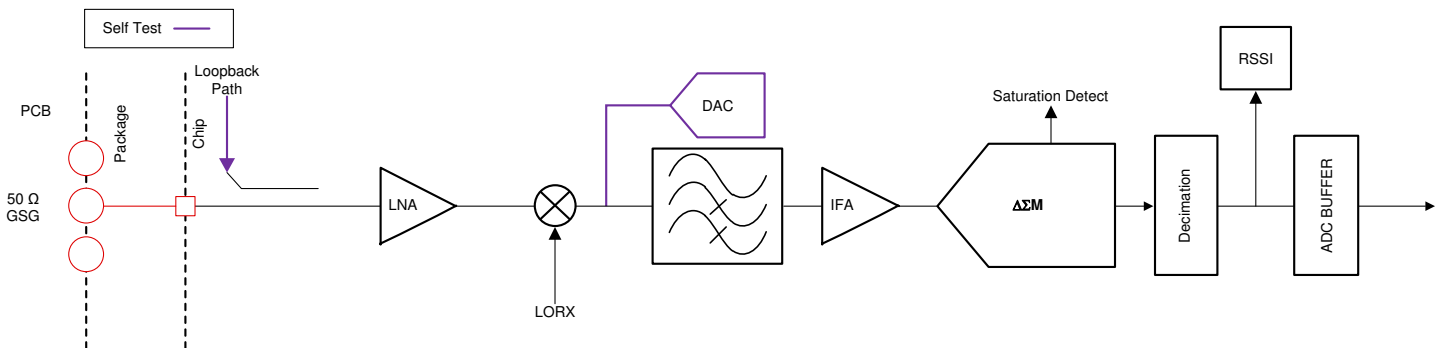 Self Test
Loopback
Path
PCB
Package
Chip
50 Ω
GSG
LNA
LORX
DAC
IFA
Saturation Detect
ΔΣM
Decimation
RSSI
ADC BUFFER